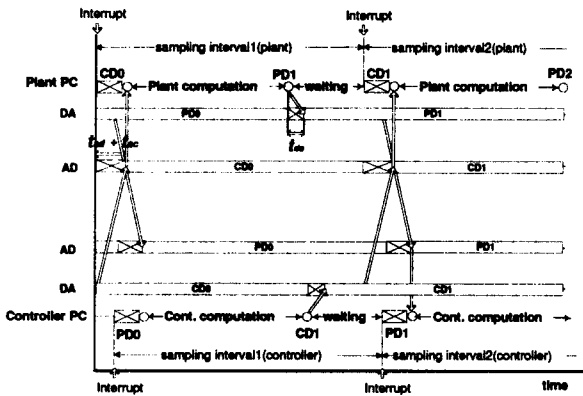 Interrupt Interrupt
sampling interval1(plant) sampling interval2(plant)
Plant PC CD0 Plant computation PD1 waiting CD1 Plant computation PD2
DA PD0 PD1
AD CD0 CD1
AD PD0 PD1
DA CD0 CD1
Controller PC Cont. computation waiting Cont. computation
PD0 CD1 PD1
sampling interval1(controller) sampling interval2(controller)
Interrupt Interrupt time